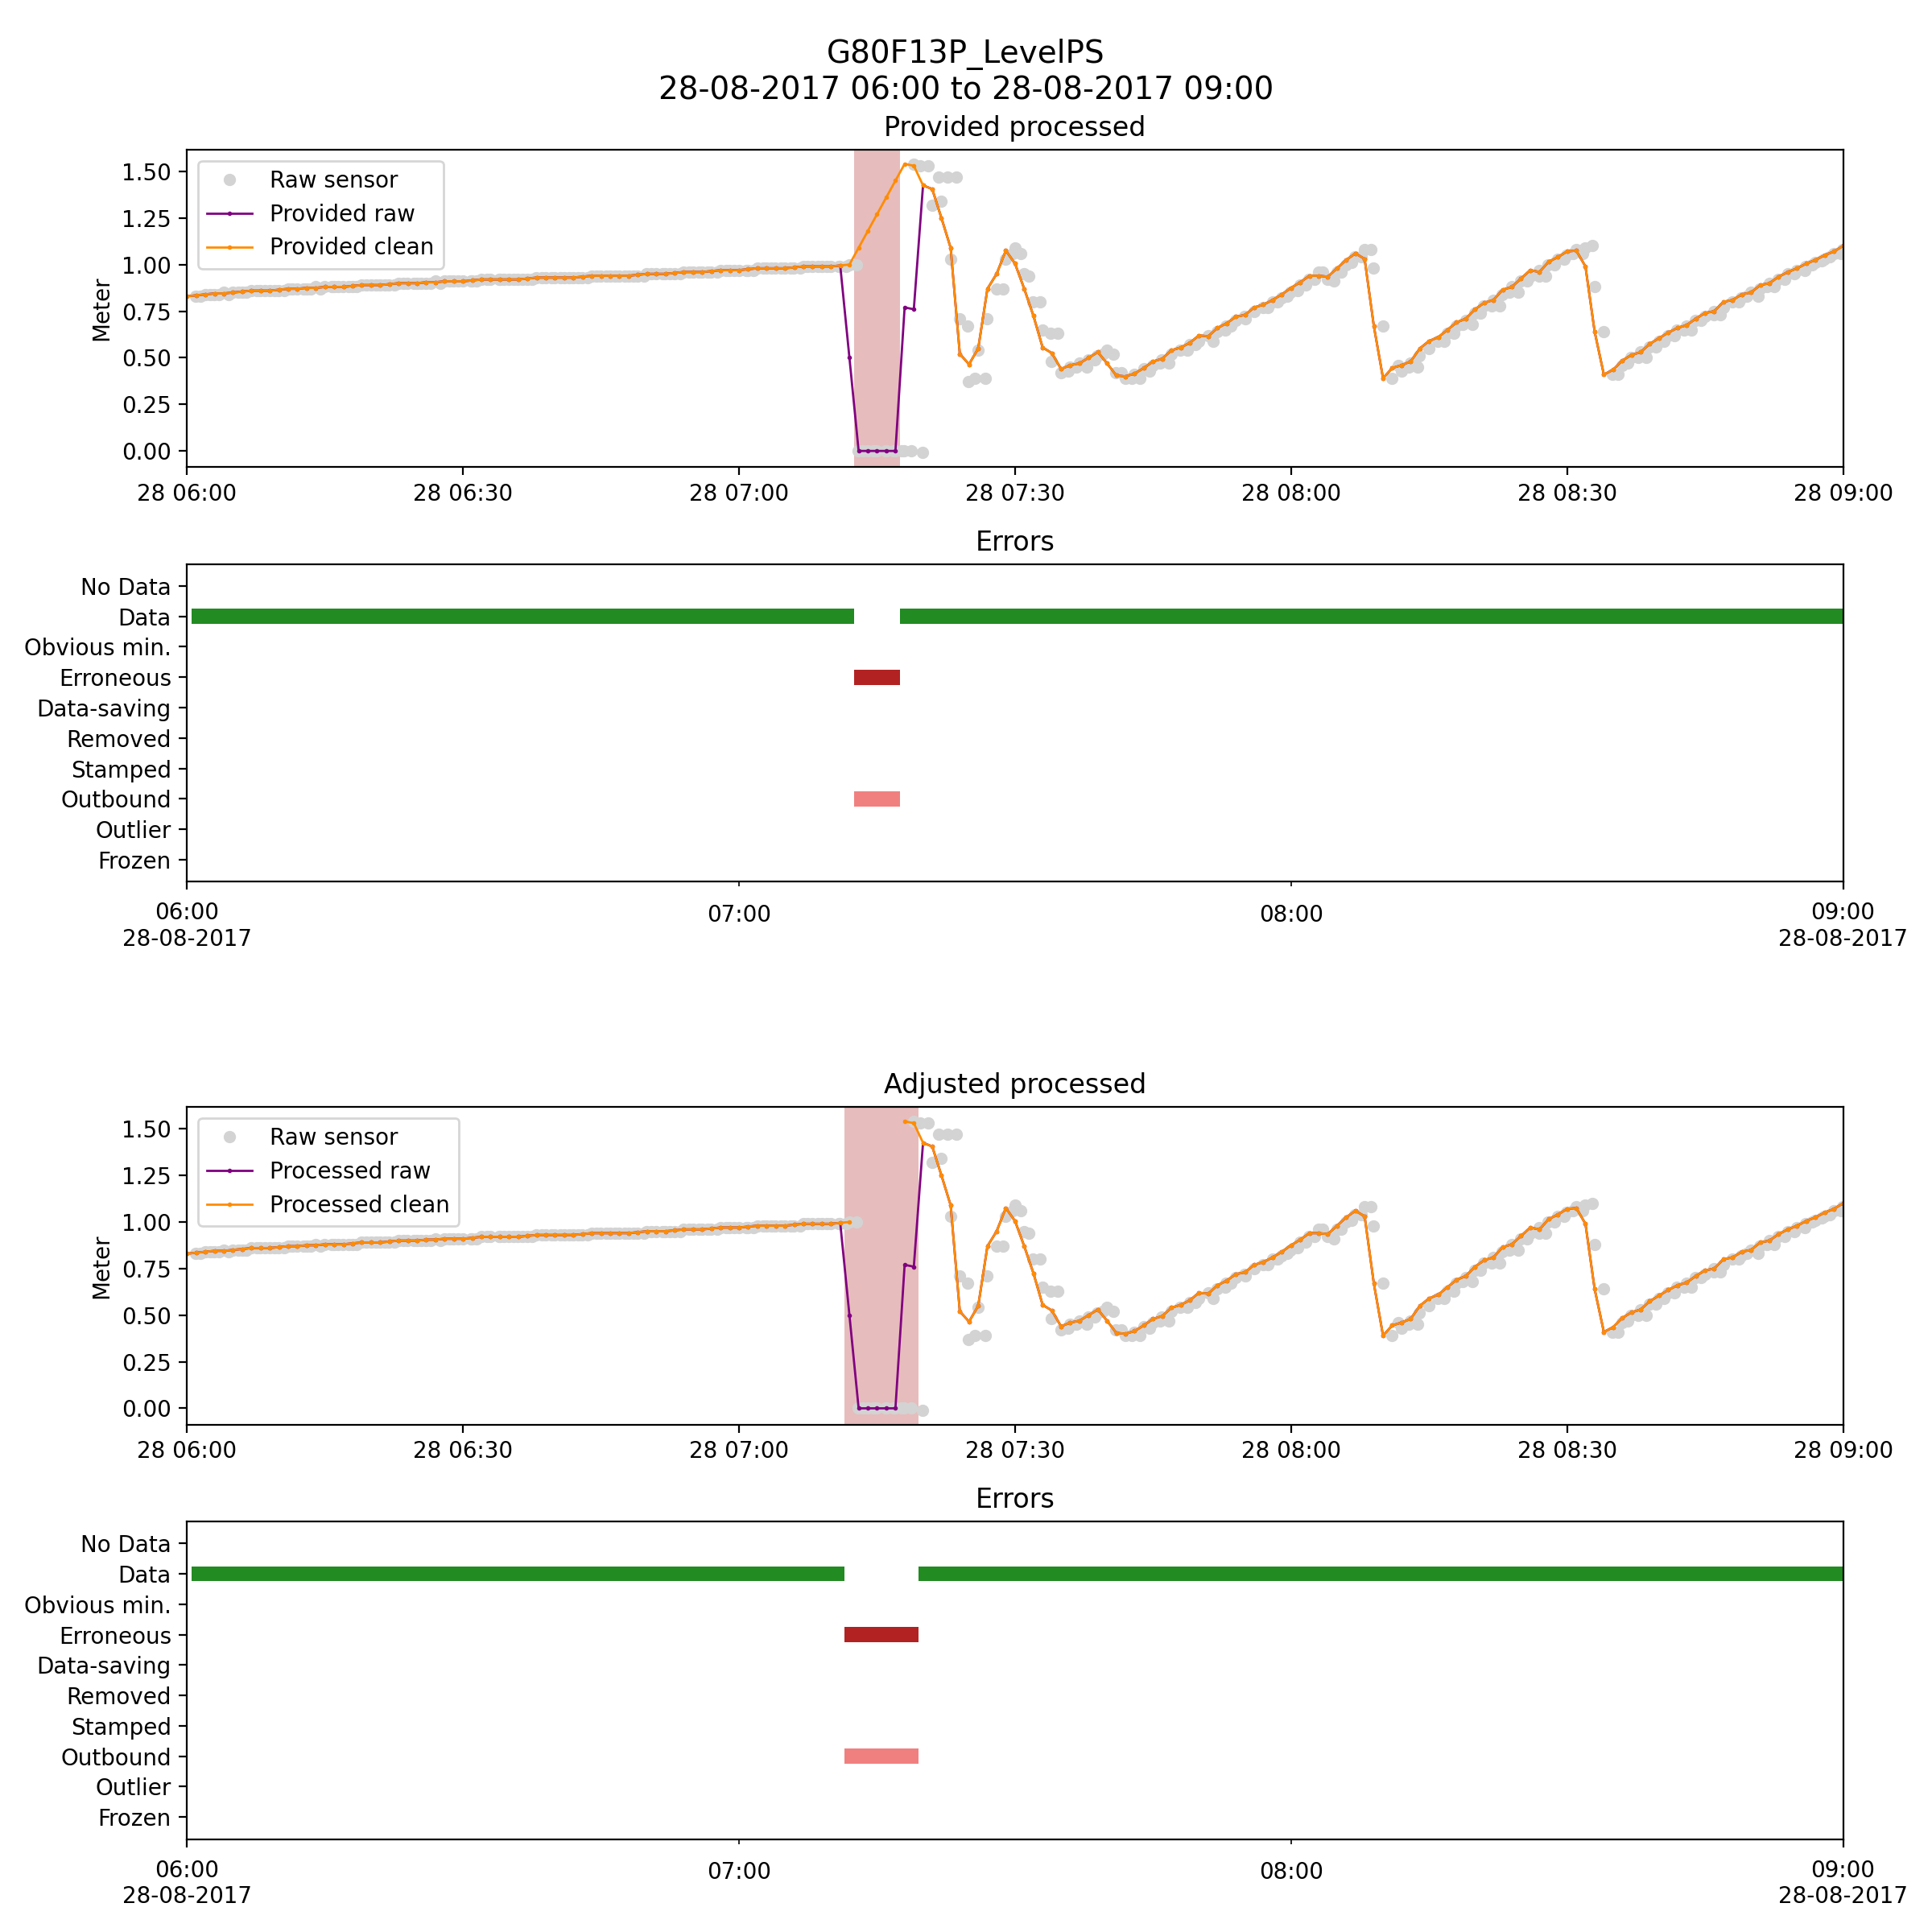 G80F13P_LevelPS
28-08-2017 06:00 to 28-08-2017 09:00
Provided processed
Raw sensor
Provided raw
Provided clean
Meter
1.50
1.25
1.00
0.75
0.50
0.25
0.00
28 06:00 28 06:30 28 07:00 28 07:30 28 08:00 28 08:30 28 09:00
Errors
No Data
Data
Obvious min.
Erroneous
Data-saving
Removed
Stamped
Outbound
Outlier
Frozen
06:00 07:00 08:00 09:00
28-08-2017 28-08-2017
Adjusted processed
Raw sensor
Processed raw
Processed clean
Meter
1.50
1.25
1.00
0.75
0.50
0.25
0.00
28 06:00 28 06:30 28 07:00 28 07:30 28 08:00 28 08:30 28 09:00
Errors
No Data
Data
Obvious min.
Erroneous
Data-saving
Removed
Stamped
Outbound
Outlier
Frozen
06:00 07:00 08:00 09:00
28-08-2017 28-08-2017